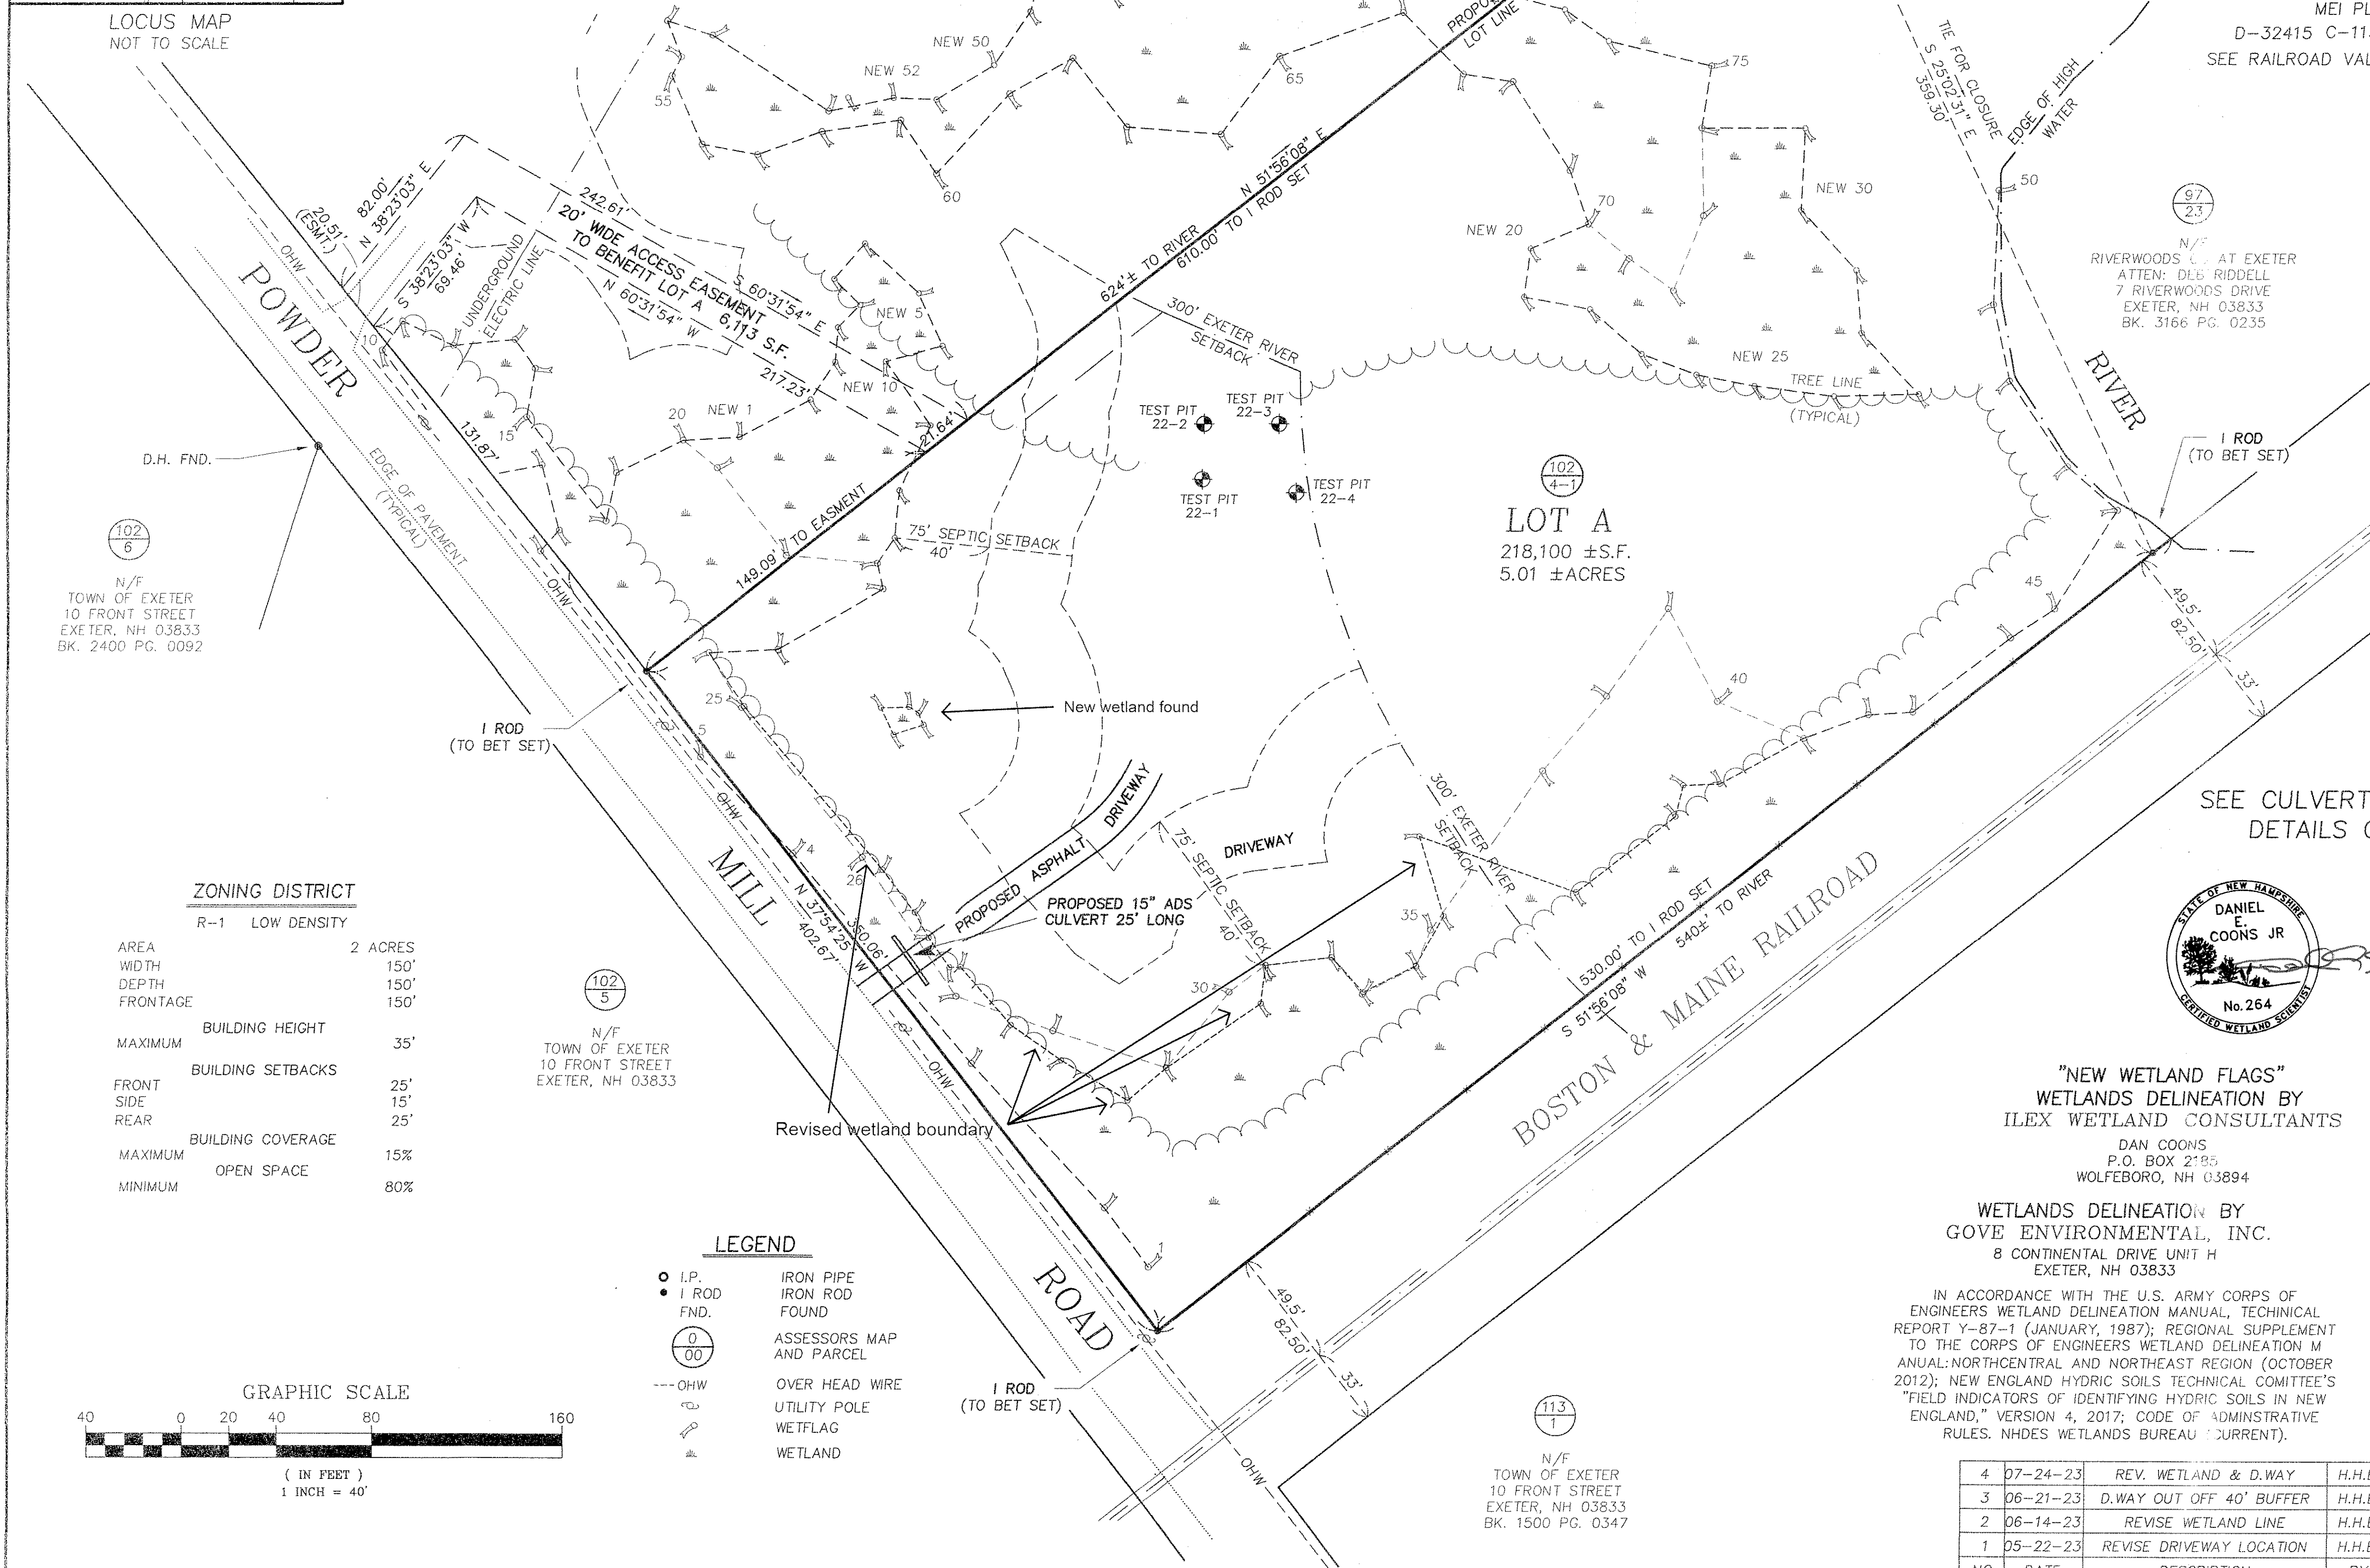 LOCUS MAP
NOT TO SCALE
MEI PL
D-32415 C-11
SEE RAILROAD VAL
PROPO
LOT LINE
TIE FOR CLOSURE
S 25°02'31" E
359.30'
EDGE OF HIGH
WATER
NEW 50
NEW 52
55
60
65
75
70
50
NEW 30
NEW 20
NEW 25
20.51'
(ESMT.)
82.00'
N 38°23'03" E
S 38°23'03" W
69.46'
UNDERGROUND
ELECTRIC LINE
242.61'
20' WIDE ACCESS EASEMENT
TO BENEFIT LOT A 6,113 S.F.
S 60°31'54" E
N 60°31'54" W
217.23'
NEW 5
NEW 10
NEW 1
20
15
10
N 51°56'08" E
624'± TO RIVER
610.00' TO I ROD SET
300' EXETER RIVER
SETBACK
97
23
N/F
RIVERWOODS AT EXETER
ATTEN: DEB RIDDELL
7 RIVERWOODS DRIVE
EXETER, NH 03833
BK. 3166 PG. 0235
RIVER
TREE LINE
(TYPICAL)
I ROD
(TO BET SET)
TEST PIT
22-2
TEST PIT
22-3
TEST PIT
22-1
TEST PIT
22-4
102
4-1
LOT A
218,100 ±S.F.
5.01 ±ACRES
OHW
POWDER
D.H. FND.
131.87'
EDGE OF PAVEMENT
(TYPICAL)
OHW
21.64'
149.09' TO EASMENT
75' SEPTIC SETBACK
40'
102
6
N/F
TOWN OF EXETER
10 FRONT STREET
EXETER, NH 03833
BK. 2400 PG. 0092
I ROD
(TO BET SET)
25
5
New wetland found
45
40
49.5'
82.50'
33'
OHW
MILL
4
26
N 37°54'25" W
402.67'
350.06'
PROPOSED ASPHALT DRIVEWAY
PROPOSED 15" ADS
CULVERT 25' LONG
DRIVEWAY
75' SEPTIC SETBACK
40'
300' EXETER RIVER
SETBACK
35
30
530.00' TO I ROD SET
540±' TO RIVER
S 51°56'08" W
BOSTON & MAINE RAILROAD
SEE CULVERT
DETAILS
STATE OF NEW HAMPSHIRE
DANIEL
E.
COONS JR
No. 264
CERTIFIED WETLAND SCIENTIST
ZONING DISTRICT
R-1 LOW DENSITY
AREA 2 ACRES
WIDTH 150'
DEPTH 150'
FRONTAGE 150'
BUILDING HEIGHT
MAXIMUM 35'
BUILDING SETBACKS
FRONT 25'
SIDE 15'
REAR 25'
BUILDING COVERAGE
MAXIMUM 15%
OPEN SPACE
MINIMUM 80%
102
5
N/F
TOWN OF EXETER
10 FRONT STREET
EXETER, NH 03833
OHW
OHW
Revised wetland boundary
1
ROAD
"NEW WETLAND FLAGS"
WETLANDS DELINEATION BY
ILEX WETLAND CONSULTANTS
DAN COONS
P.O. BOX 2185
WOLFEBORO, NH 03894
WETLANDS DELINEATION BY
GOVE ENVIRONMENTAL, INC.
8 CONTINENTAL DRIVE UNIT H
EXETER, NH 03833
IN ACCORDANCE WITH THE U.S. ARMY CORPS OF
ENGINEERS WETLAND DELINEATION MANUAL, TECHINICAL
REPORT Y-87-1 (JANUARY, 1987); REGIONAL SUPPLEMENT
TO THE CORPS OF ENGINEERS WETLAND DELINEATION M
ANUAL: NORTHCENTRAL AND NORTHEAST REGION (OCTOBER
2012); NEW ENGLAND HYDRIC SOILS TECHNICAL COMITTEE'S
"FIELD INDICATORS OF IDENTIFYING HYDRIC SOILS IN NEW
ENGLAND," VERSION 4, 2017; CODE OF ADMINSTRATIVE
RULES. NHDES WETLANDS BUREAU (CURRENT).
LEGEND
I.P. IRON PIPE
I ROD IRON ROD
FND. FOUND
0
00
ASSESSORS MAP
AND PARCEL
OHW OVER HEAD WIRE
UTILITY POLE
WETFLAG
WETLAND
I ROD
(TO BET SET)
49.5'
82.50'
33'
OHW
113
1
N/F
TOWN OF EXETER
10 FRONT STREET
EXETER, NH 03833
BK. 1500 PG. 0347
GRAPHIC SCALE
40 0 20 40 80 160
( IN FEET )
1 INCH = 40'
4 07-24-23 REV. WETLAND & D.WAY H.H.
3 06-21-23 D.WAY OUT OFF 40' BUFFER H.H.
2 06-14-23 REVISE WETLAND LINE H.H.
1 05-22-23 REVISE DRIVEWAY LOCATION H.H.